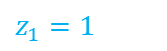 z₁ = 1